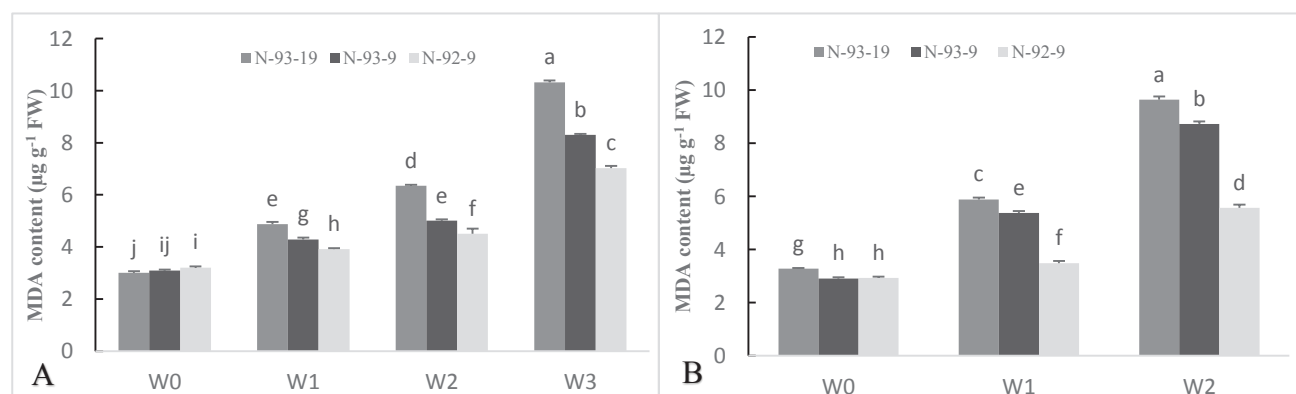 MDA content (µg g⁻¹ FW)
12
10
8
6
4
2
0
N-93-19 N-93-9 N-92-9
j ij i
e g h
d e f
a b c
W0 W1 W2 W3
A
MDA content (µg g⁻¹ FW)
12
10
8
6
4
2
0
N-93-19 N-93-9 N-92-9
g h h
c e f
a b d
W0 W1 W2
B